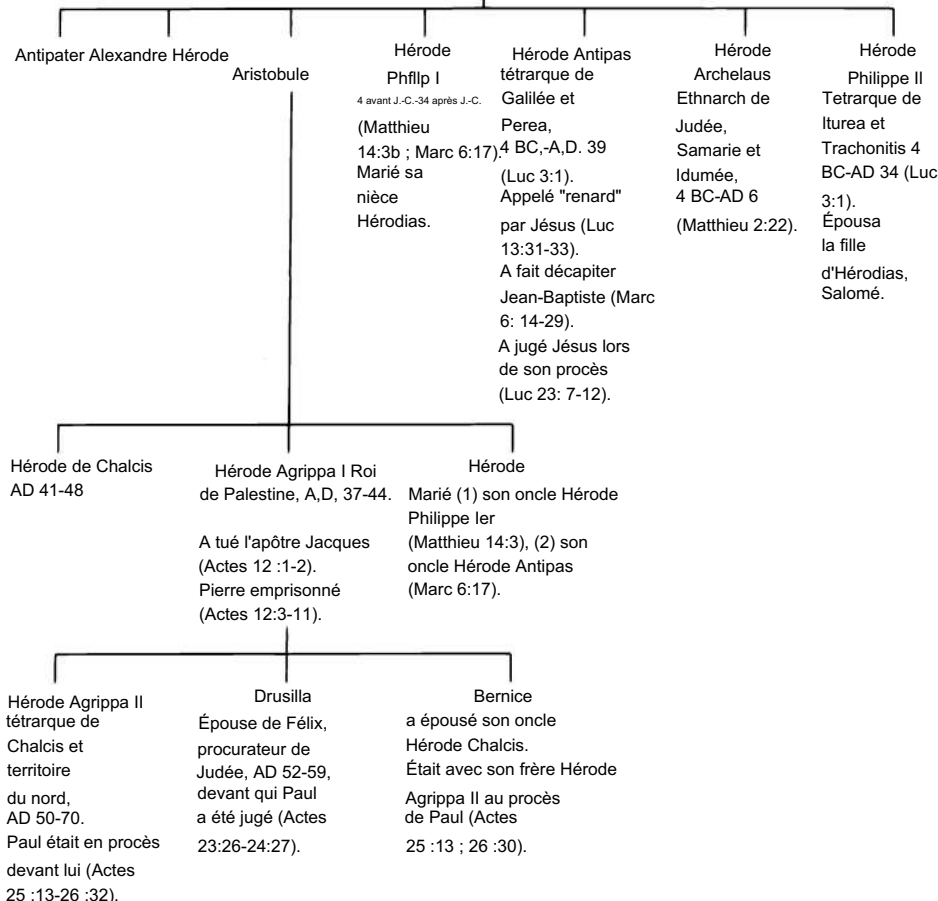 Antipater Alexandre Hérode
Aristobule
Hérode
Phfllp I
4 avant J.-C.-34 après J.-C.
(Matthieu
14:3b ; Marc 6:17).
Marié sa
nièce
Hérodias.
Hérode Antipas
tétrarque de
Galilée et
Perea,
4 BC,-A,D. 39
(Luc 3:1).
Appelé "renard"
par Jésus (Luc
13:31-33).
A fait décapiter
Jean-Baptiste (Marc
6: 14-29).
A jugé Jésus lors
de son procès
(Luc 23: 7-12).
Hérode
Archelaus
Ethnarch de
Judée,
Samarie et
Idumée,
4 BC-AD 6
(Matthieu 2:22).
Hérode
Philippe II
Tetrarque de
Iturea et
Trachonitis 4
BC-AD 34 (Luc
3:1).
Épousa
la fille
d'Hérodias,
Salomé.
Hérode de Chalcis
AD 41-48
Hérode Agrippa I Roi
de Palestine, A,D, 37-44.
A tué l'apôtre Jacques
(Actes 12 :1-2).
Pierre emprisonné
(Actes 12:3-11).
Hérode
Marié (1) son oncle Hérode
Philippe Ier
(Matthieu 14:3), (2) son
oncle Hérode Antipas
(Marc 6:17).
Hérode Agrippa II
tétrarque de
Chalcis et
territoire
du nord,
AD 50-70.
Paul était en procès
devant lui (Actes
25 :13-26 :32).
Drusilla
Épouse de Félix,
procurateur de
Judée, AD 52-59,
devant qui Paul
a été jugé (Actes
23:26-24:27).
Bernice
a épousé son oncle
Hérode Chalcis.
Était avec son frère Hérode
Agrippa II au procès
de Paul (Actes
25 :13 ; 26 :30).